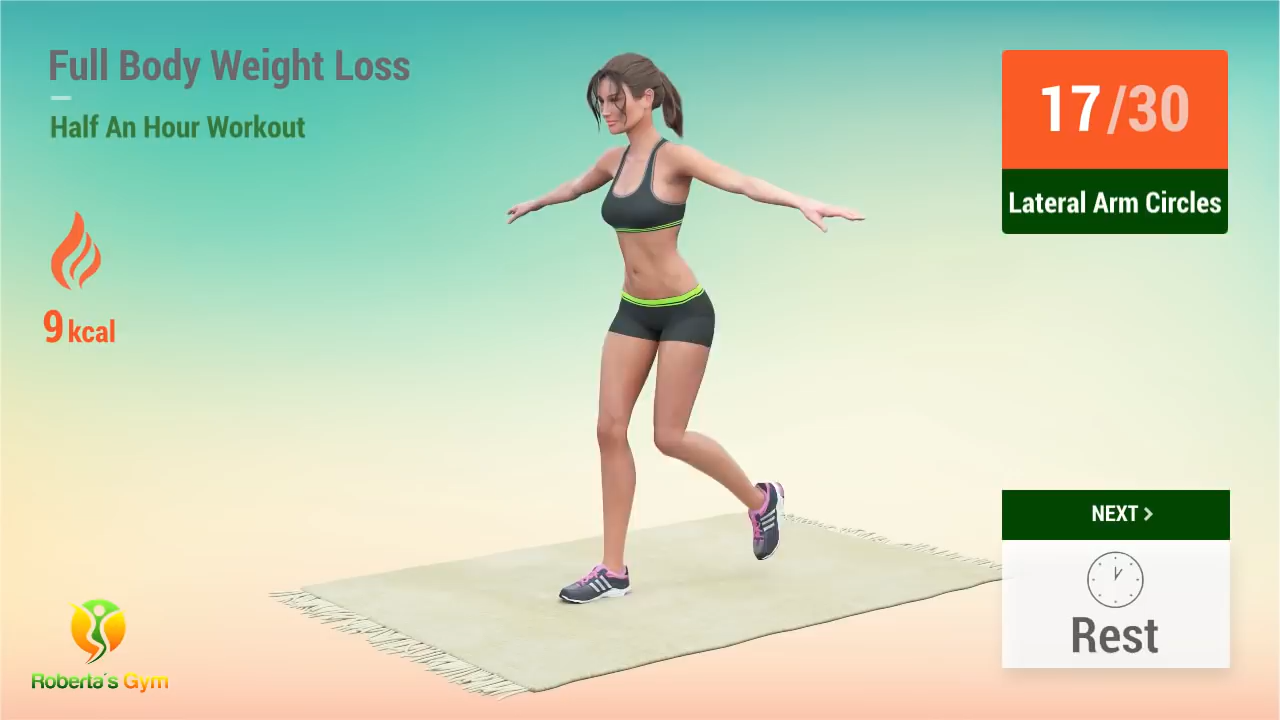 Full Body Weight Loss
Half An Hour Workout
17/30
Lateral Arm Circles
9 kcal
NEXT >
Rest
Roberta´s Gym